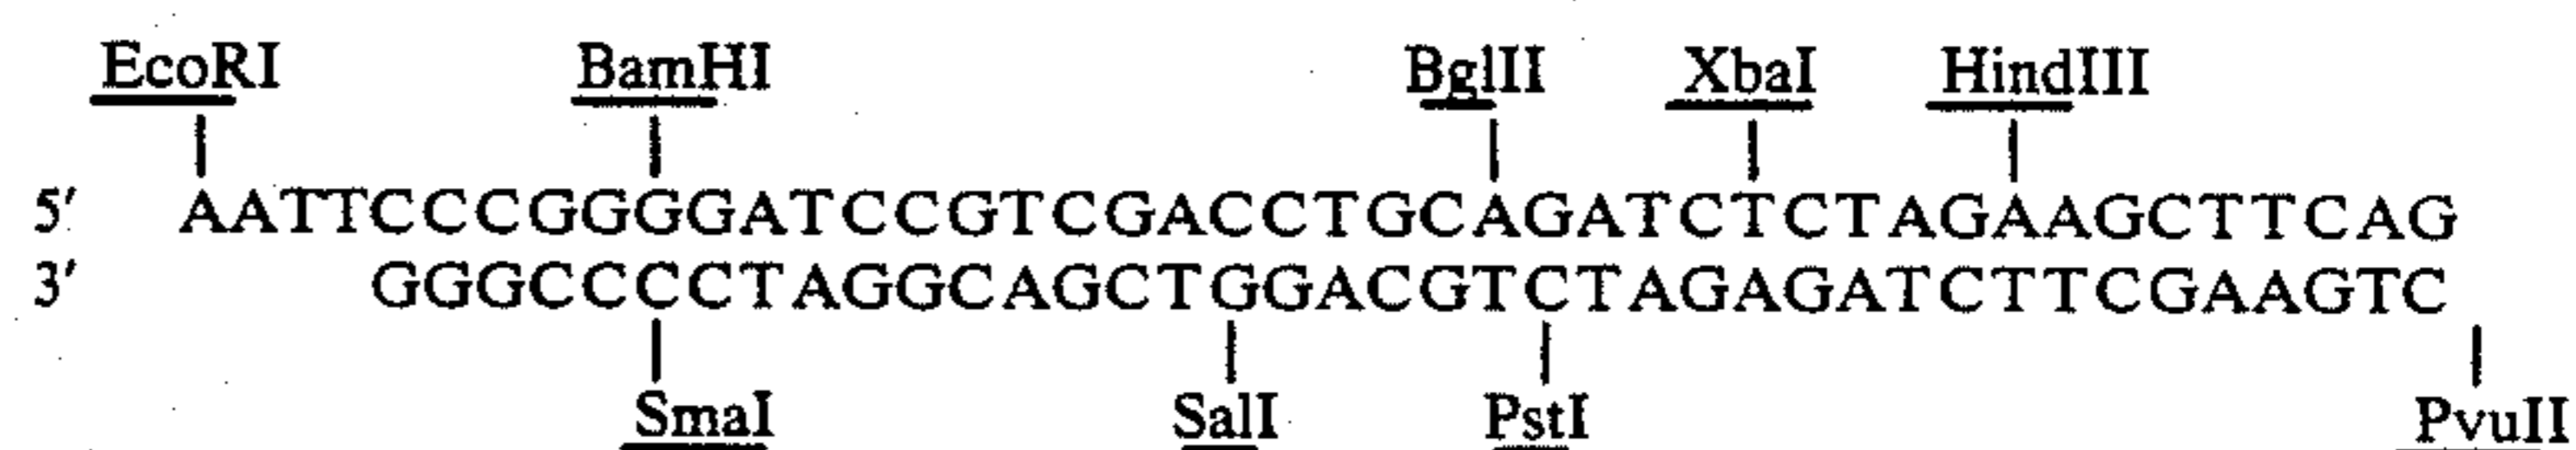 EcoRI BamHI BglII XbaI HindIII
5' AATTCCCGGGGATCCGTCGACCTGCAGATCTCTAGAAGCTTCAG
3' GGGCCCCTAGGCAGCTGGACGTCTAGAGATCTTCGAAGTC
SmaI SalI PstI PvuII